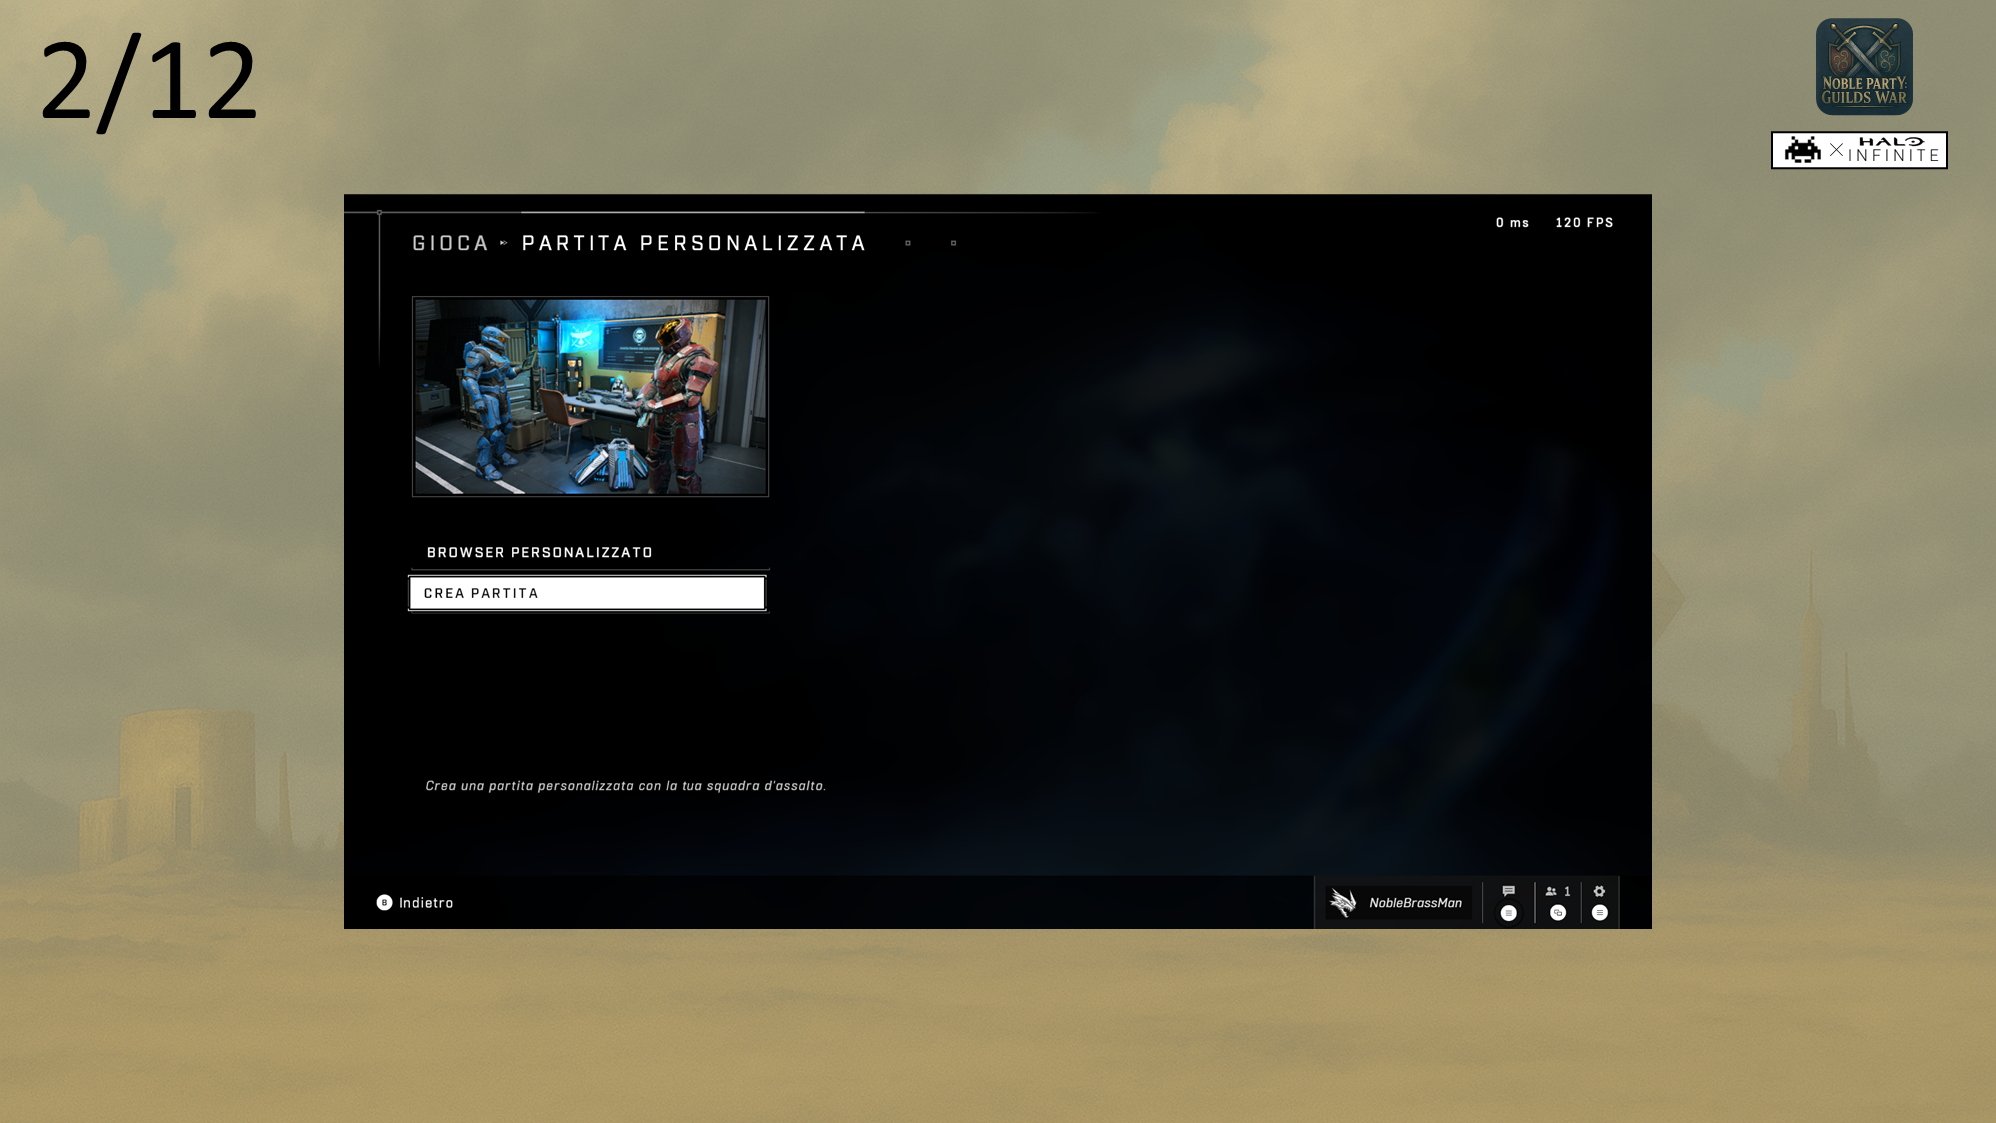 2/12
NOBLE PARTY:
GUILDS WAR
HALO
INFINITE
0 ms 120 FPS
GIOCA PARTITA PERSONALIZZATA
BROWSER PERSONALIZZATO
CREA PARTITA
Crea una partita personalizzata con la tua squadra d'assalto.
B Indietro
NobleBrassMan
1